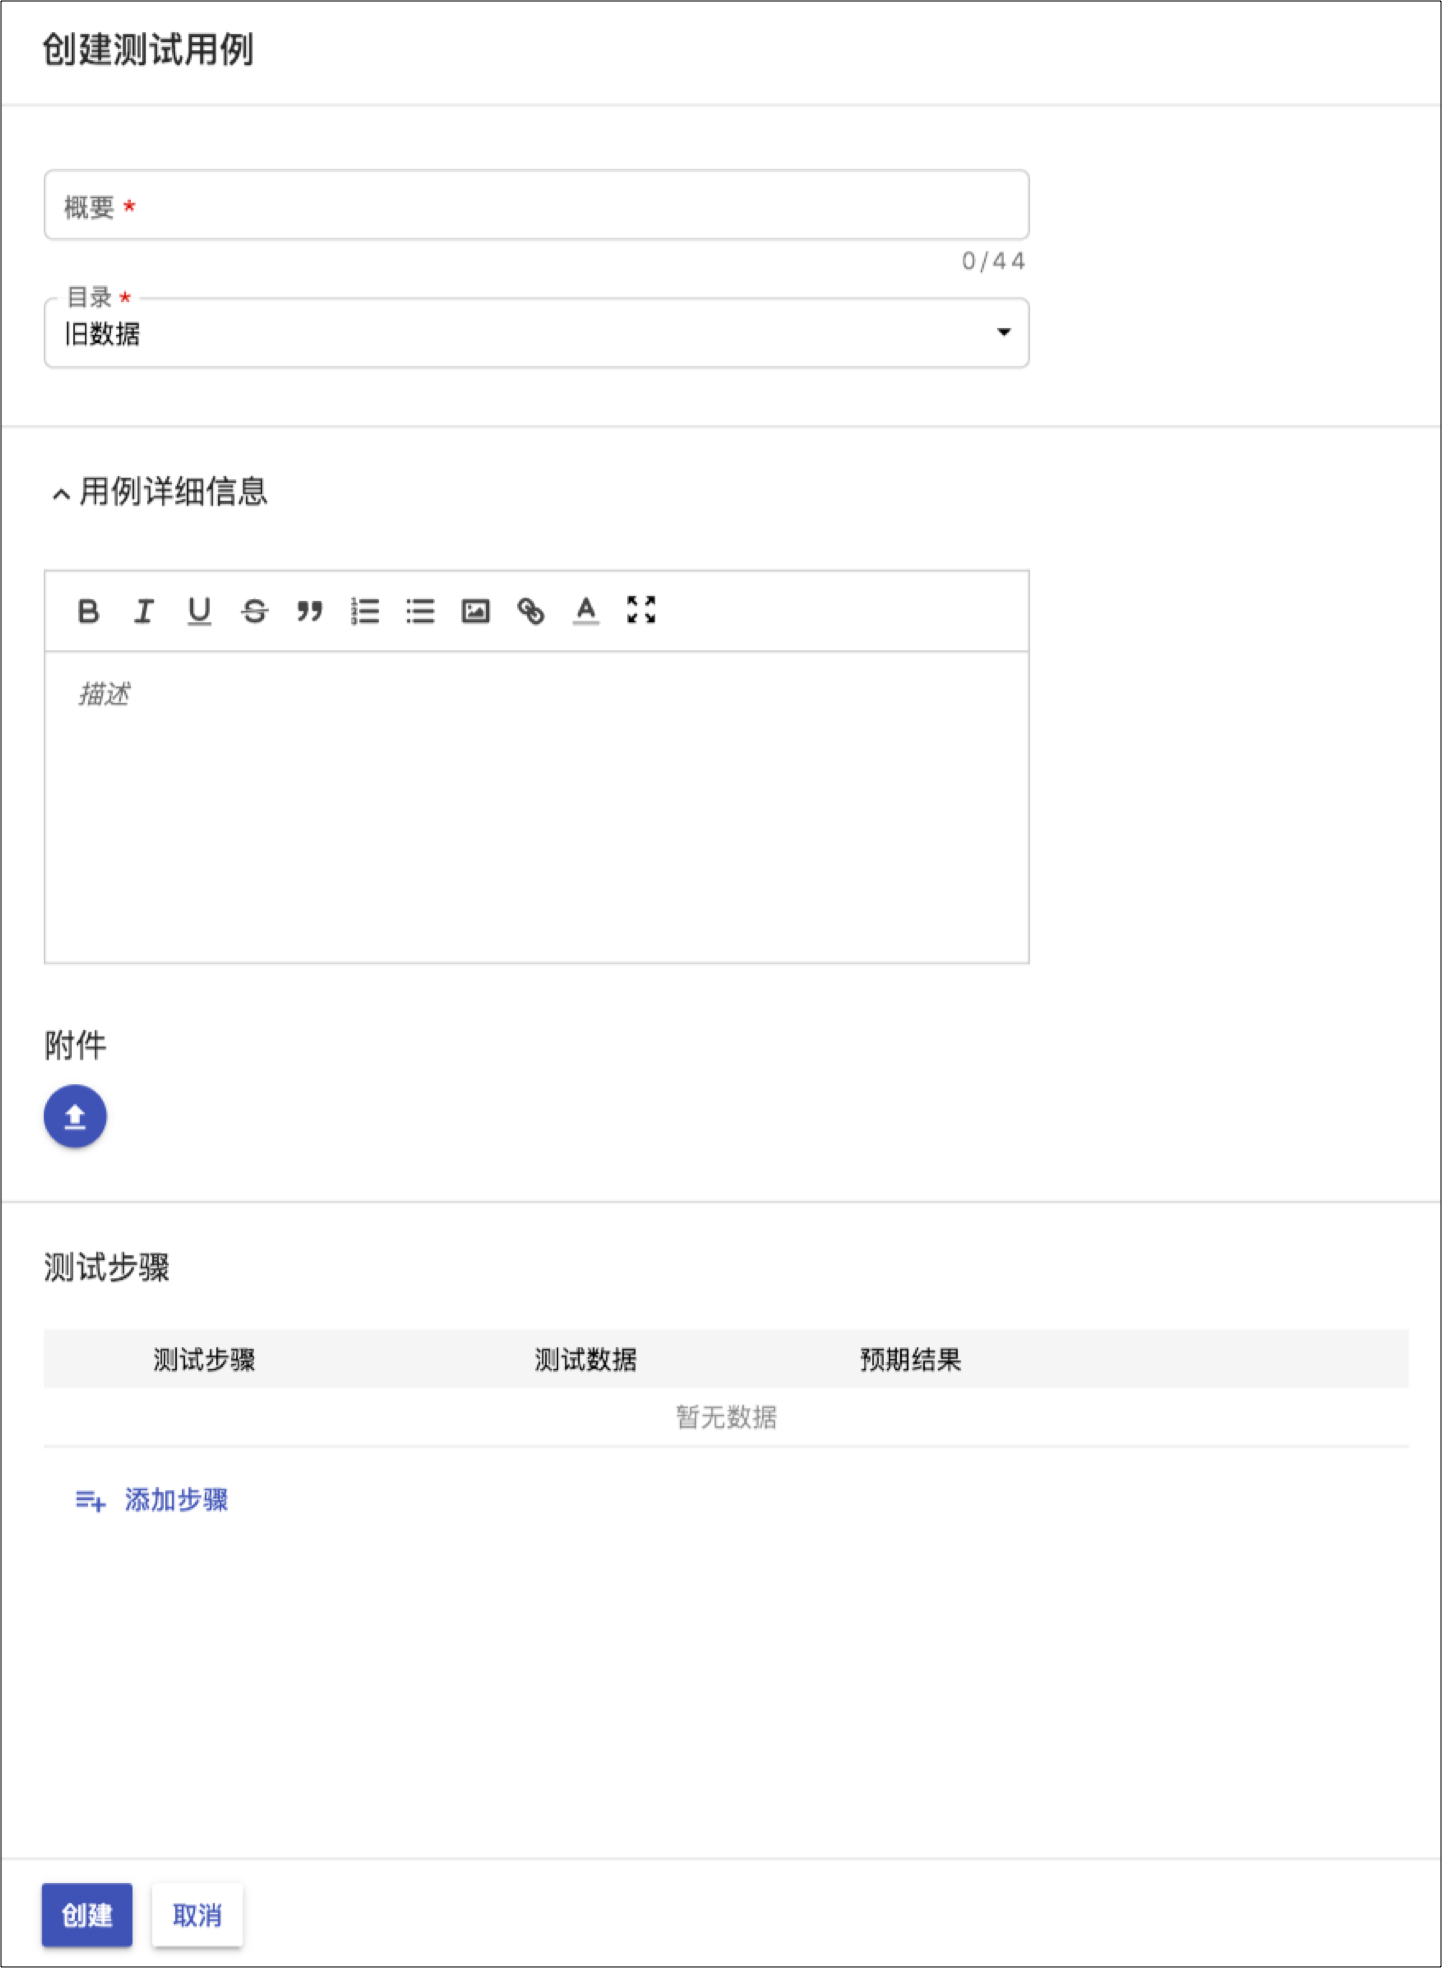 创建测试用例
概要 *
0/44
目录 *
旧数据
用例详细信息
描述
附件
测试步骤
测试步骤 测试数据 预期结果
暂无数据
添加步骤
创建 取消